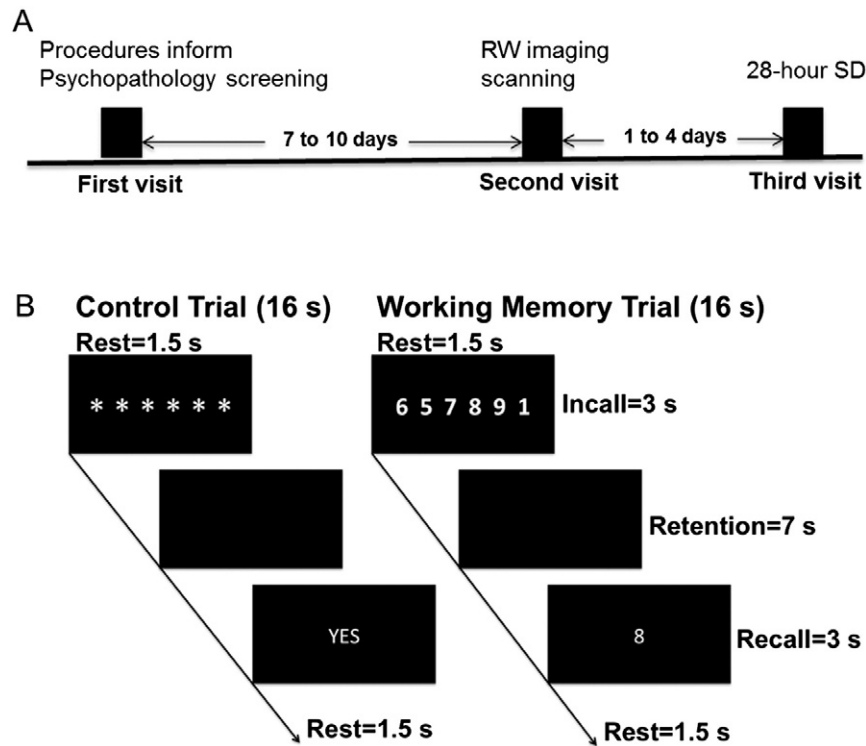 A
Procedures inform
Psychopathology screening
RW imaging
scanning
28-hour SD
7 to 10 days
1 to 4 days
First visit
Second visit
Third visit
B
Control Trial (16 s)
Working Memory Trial (16 s)
Rest=1.5 s
Rest=1.5 s
* * * * * *
6 5 7 8 9 1
Incall=3 s
Retention=7 s
YES
8
Recall=3 s
Rest=1.5 s
Rest=1.5 s